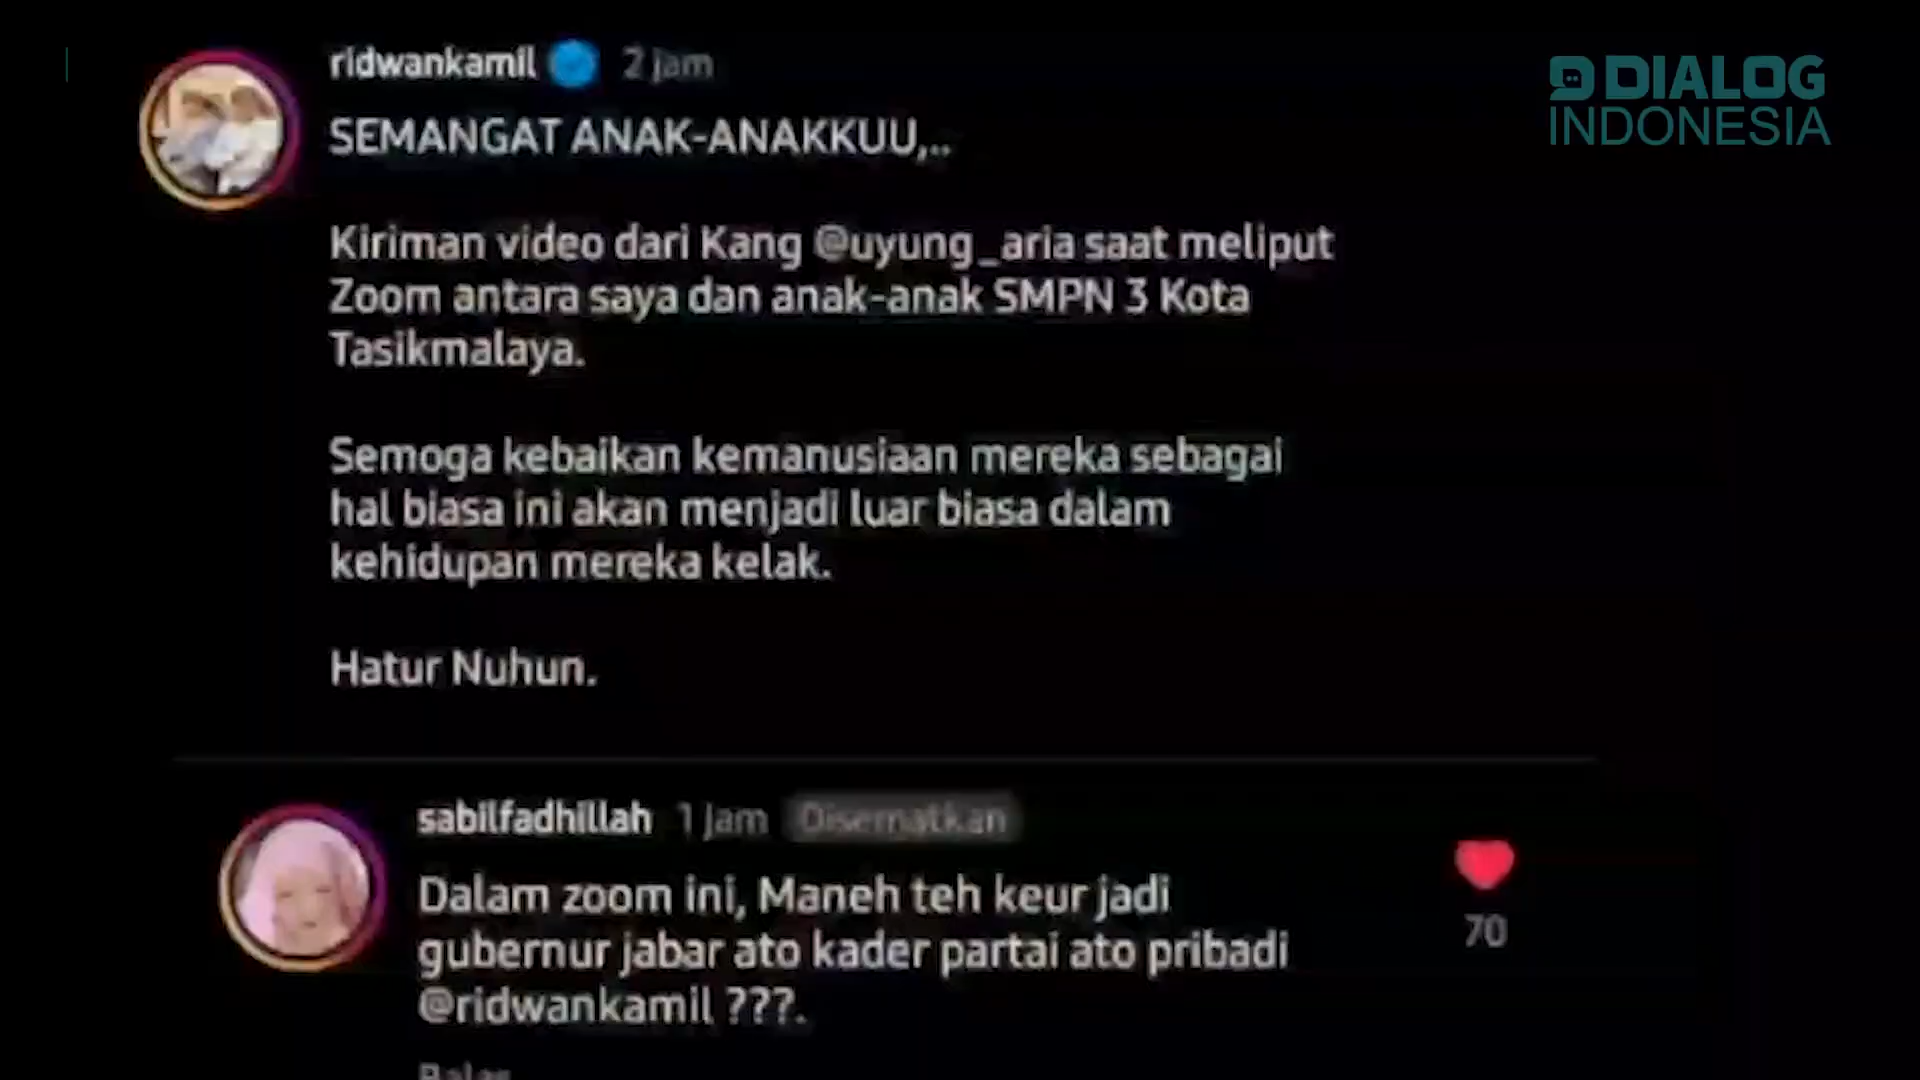 ridwankamil 2 jam
SEMANGAT ANAK-ANAKKUU,..
Kiriman video dari Kang @uyung_aria saat meliput
Zoom antara saya dan anak-anak SMPN 3 Kota
Tasikmalaya.
Semoga kebaikan kemanusiaan mereka sebagai
hal biasa ini akan menjadi luar biasa dalam
kehidupan mereka kelak.
Hatur Nuhun.
sabilfadhillah 1 jam Disematkan
Dalam zoom ini, Maneh teh keur jadi
gubernur jabar ato kader partai ato pribadi
@ridwankamil ???.
70
Balas
DIALOG
INDONESIA